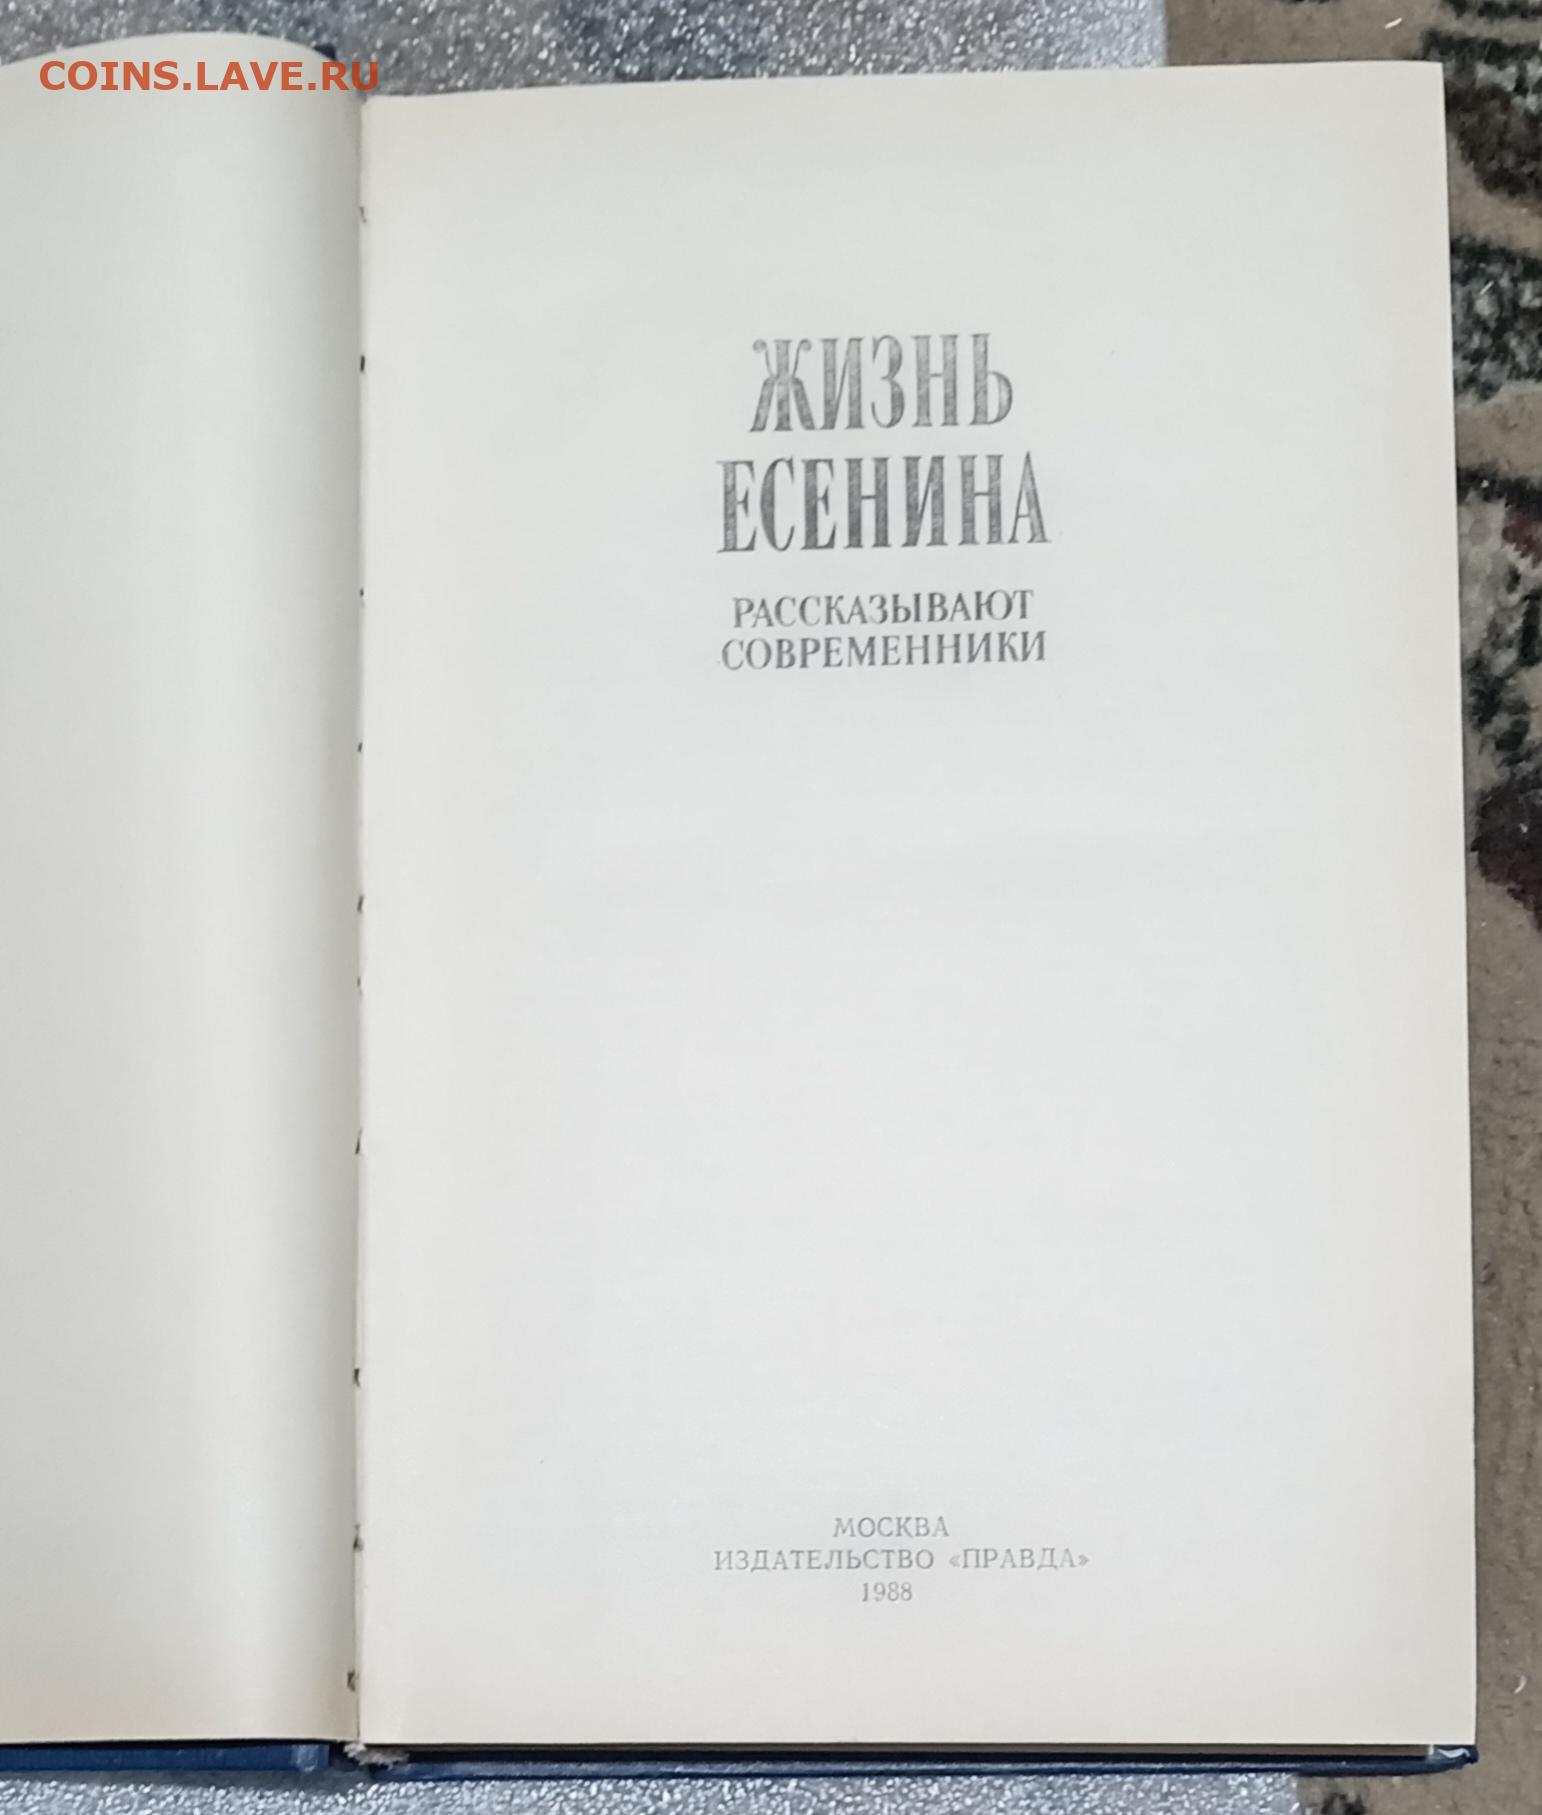 COINS.LAVE.RU
ЖИЗНЬ
ЕСЕНИНА
РАССКАЗЫВАЮТ
СОВРЕМЕННИКИ
МОСКВА
ИЗДАТЕЛЬСТВО «ПРАВДА»
1988